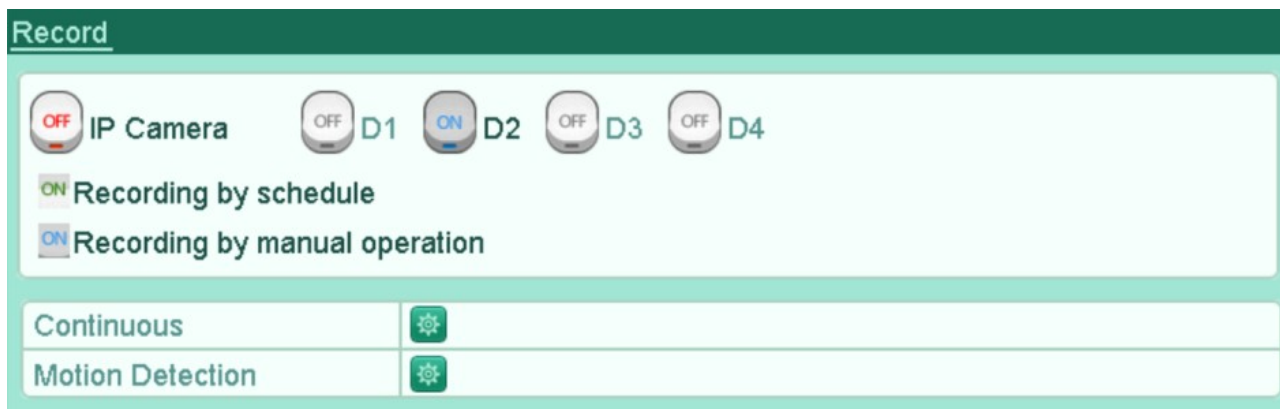 Record
OFF IP Camera OFF D1 ON D2 OFF D3 OFF D4
ON Recording by schedule
ON Recording by manual operation
Continuous
Motion Detection